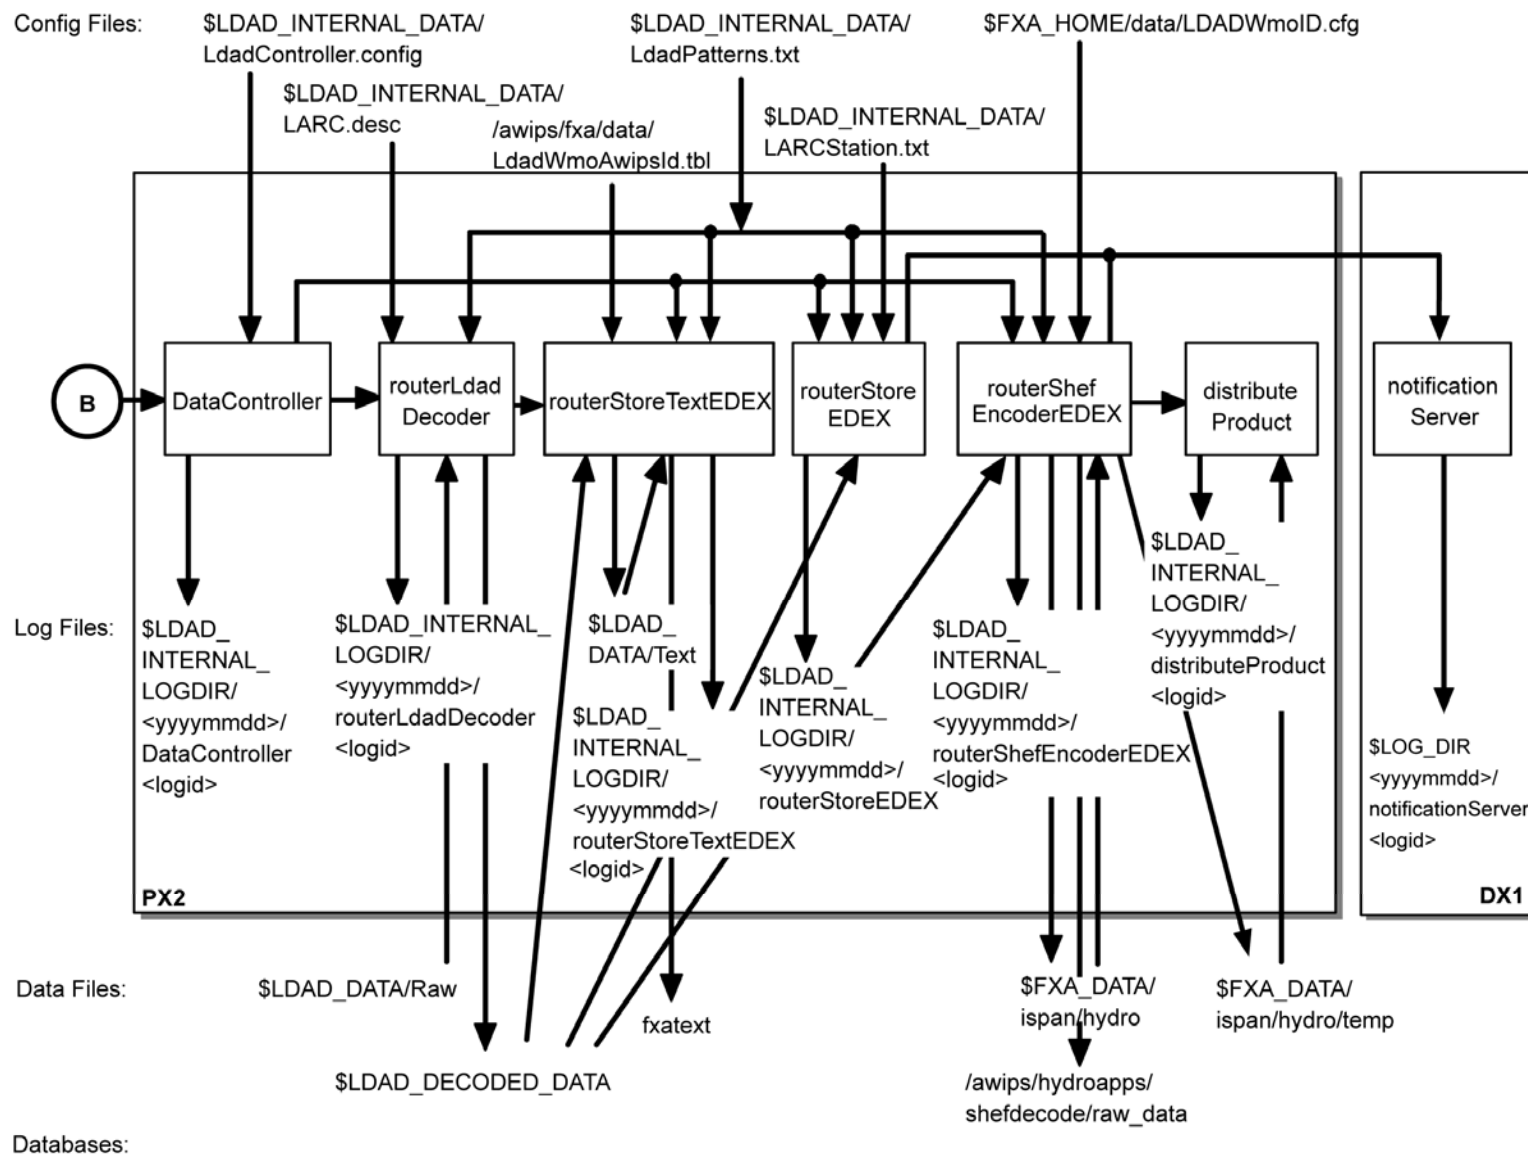 Config Files:
$LDAD_INTERNAL_DATA/
LdadController.config
$LDAD_INTERNAL_DATA/
LdadPatterns.txt
$FXA_HOME/data/LDADWmoID.cfg
$LDAD_INTERNAL_DATA/
LARC.desc
/awips/fxa/data/
LdadWmoAwipsId.tbl
$LDAD_INTERNAL_DATA/
LARCStation.txt
B
DataController
routerLdad
Decoder
routerStoreTextEDEX
routerStore
EDEX
routerShef
EncoderEDEX
distribute
Product
notification
Server
Log Files:
$LDAD_
INTERNAL_
LOGDIR/
<yyyymmdd>/
DataController
<logid>
$LDAD_INTERNAL_
LOGDIR/
<yyyymmdd>/
routerLdadDecoder
<logid>
$LDAD_
DATA/Text
$LDAD_
INTERNAL_
LOGDIR/
<yyyymmdd>/
routerStoreTextEDEX
<logid>
$LDAD_
INTERNAL_
LOGDIR/
<yyyymmdd>/
routerStoreEDEX
$LDAD_
INTERNAL_
LOGDIR/
<yyyymmdd>/
routerShefEncoderEDEX
<logid>
$LDAD_
INTERNAL_
LOGDIR/
<yyyymmdd>/
distributeProduct
<logid>
$LOG_DIR
<yyyymmdd>/
notificationServer
<logid>
PX2
DX1
Data Files:
$LDAD_DATA/Raw
fxatext
$LDAD_DECODED_DATA
$FXA_DATA/
ispan/hydro
$FXA_DATA/
ispan/hydro/temp
/awips/hydroapps/
shefdecode/raw_data
Databases: